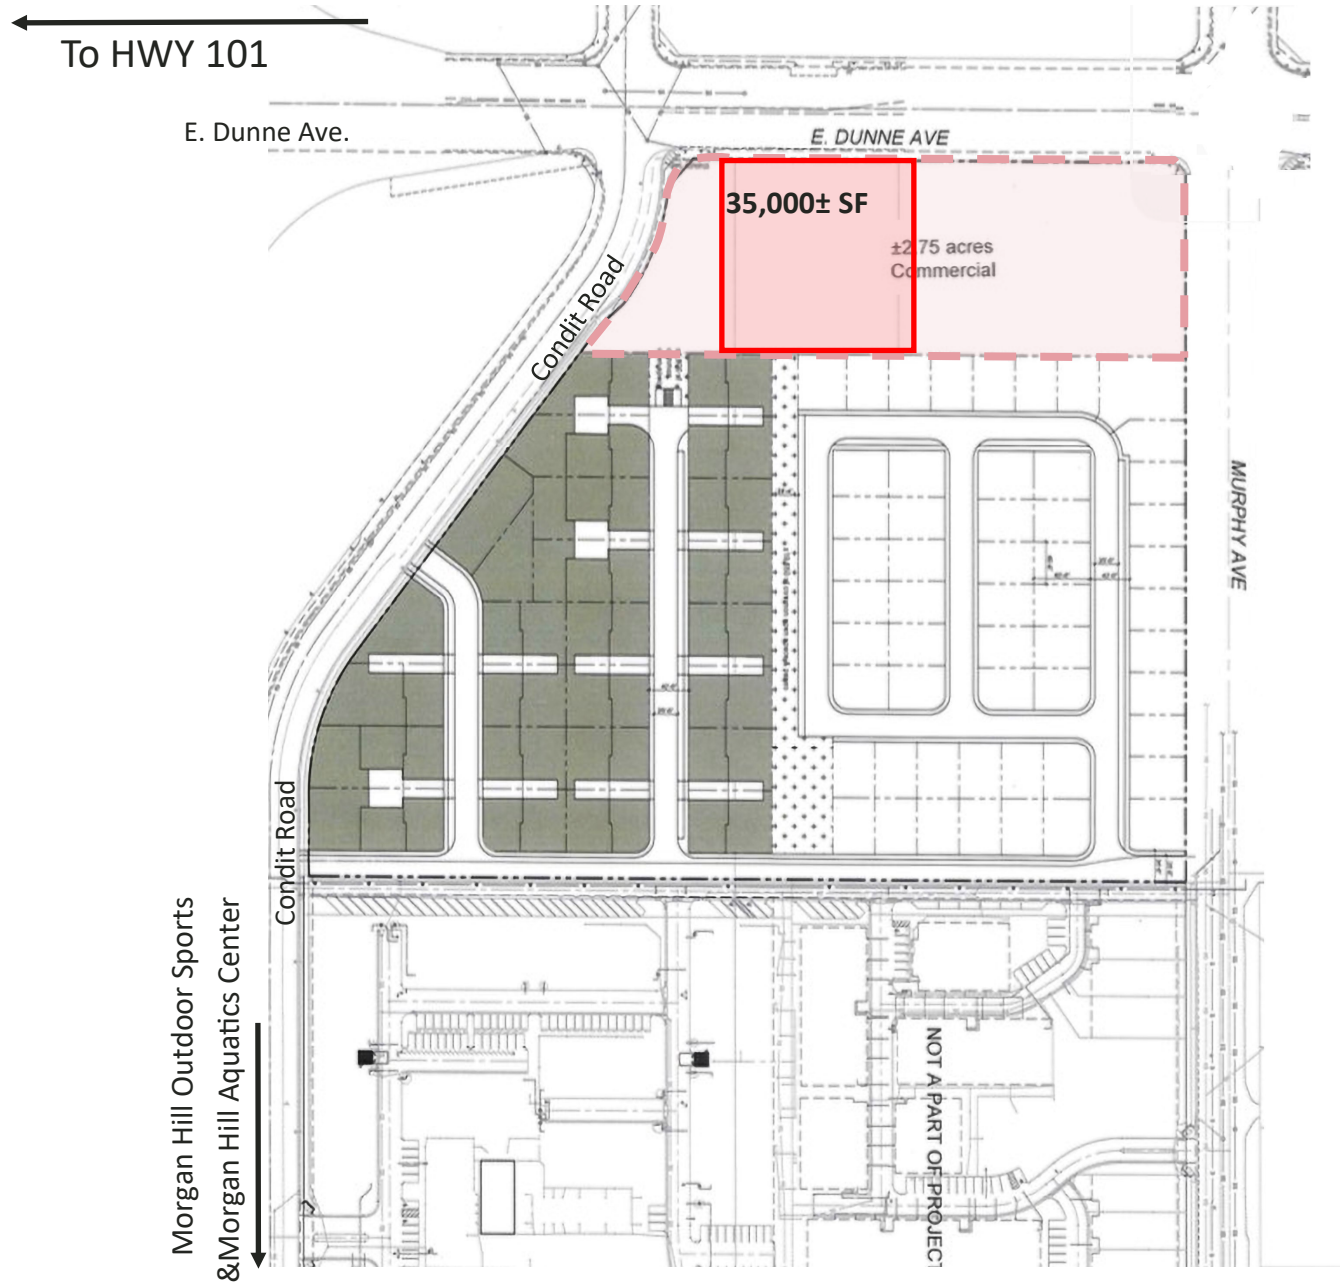 To HWY 101
E. Dunne Ave.
E. DUNNE AVE
35,000± SF
±2.75 acres
Commercial
Condit Road
MURPHY AVE
Condit Road
Morgan Hill Outdoor Sports
&Morgan Hill Aquatics Center
NOT A PART OF PROJECT